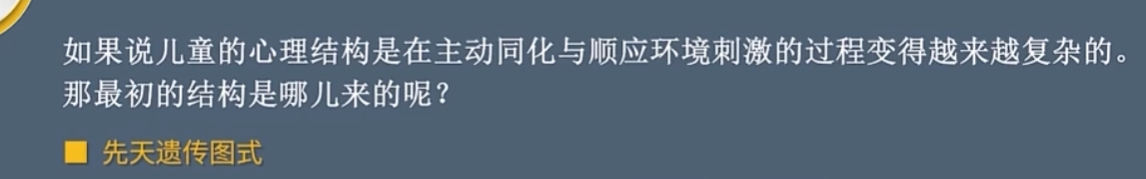 如果说儿童的心理结构是在主动同化与顺应环境刺激的过程变得越来越复杂的。
那最初的结构是哪儿来的呢？
先天遗传图式